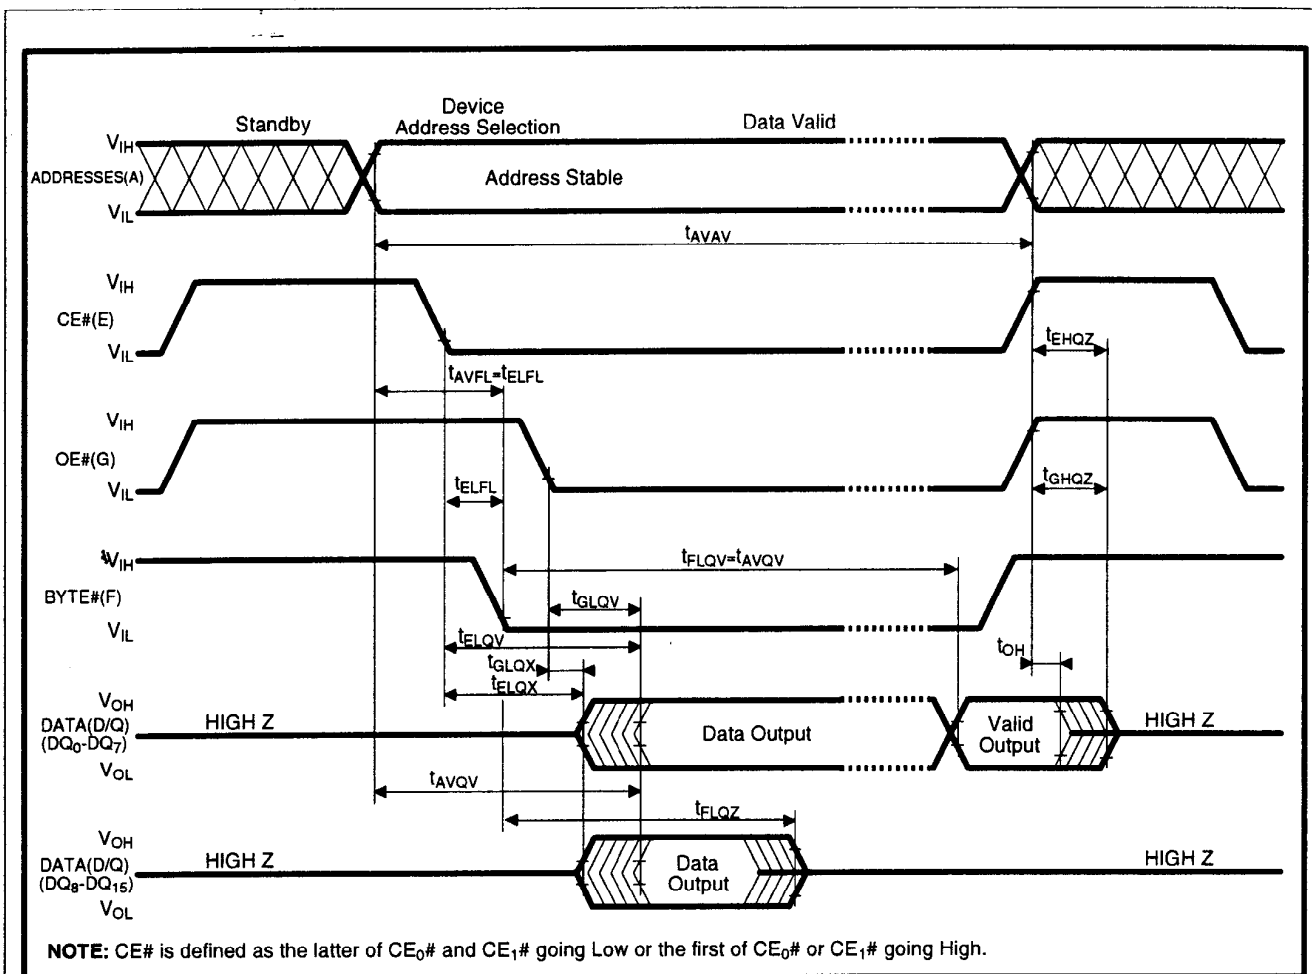 Standby
Device
Address Selection
Data Valid
VIH
ADDRESSES(A)
Address Stable
VIL
tAVAV
VIH
CE#(E)
tEHQZ
VIL
tAVFL=tELFL
VIH
OE#(G)
tGHQZ
VIL
tELFL
VIH
tFLQV=tAVQV
BYTE#(F)
tGLQV
VIL
tELQV
tOH
tGLQX
tELQX
VOH
DATA(D/Q)
(DQ0-DQ7)
HIGH Z
Data Output
Valid
Output
HIGH Z
VOL
tAVQV
tFLQZ
VOH
DATA(D/Q)
(DQ8-DQ15)
HIGH Z
Data
Output
HIGH Z
VOL
NOTE: CE# is defined as the latter of CE0# and CE1# going Low or the first of CE0# or CE1# going High.